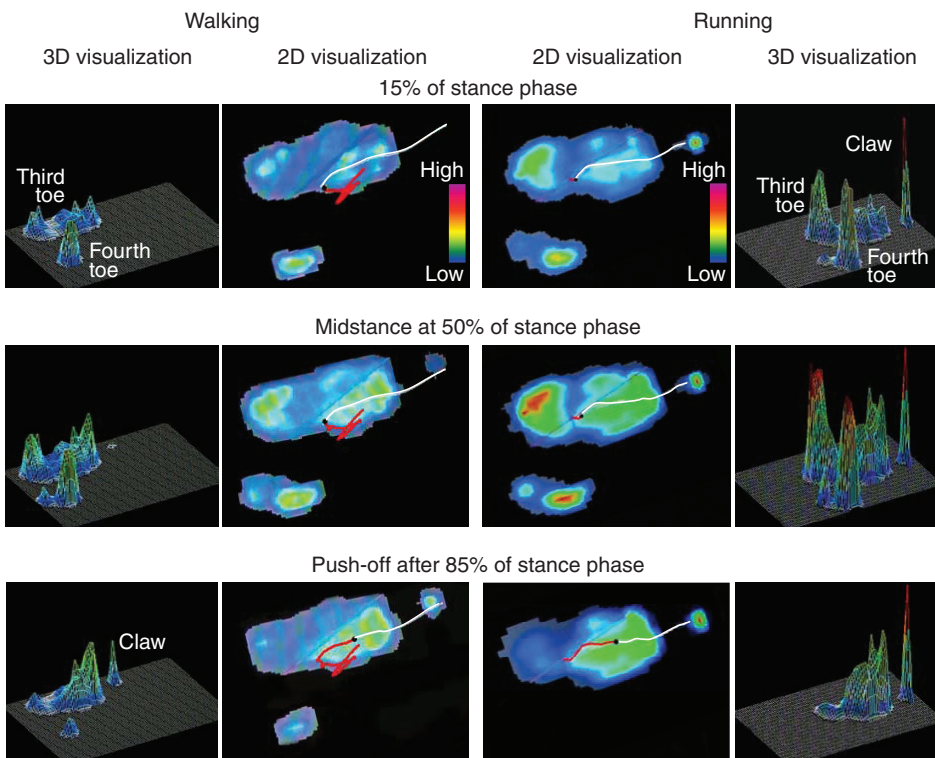 Walking
Running
3D visualization
2D visualization
2D visualization
3D visualization
15% of stance phase
Third
toe
Fourth
toe
High
Low
High
Low
Claw
Third
toe
Fourth
toe
Midstance at 50% of stance phase
Push-off after 85% of stance phase
Claw